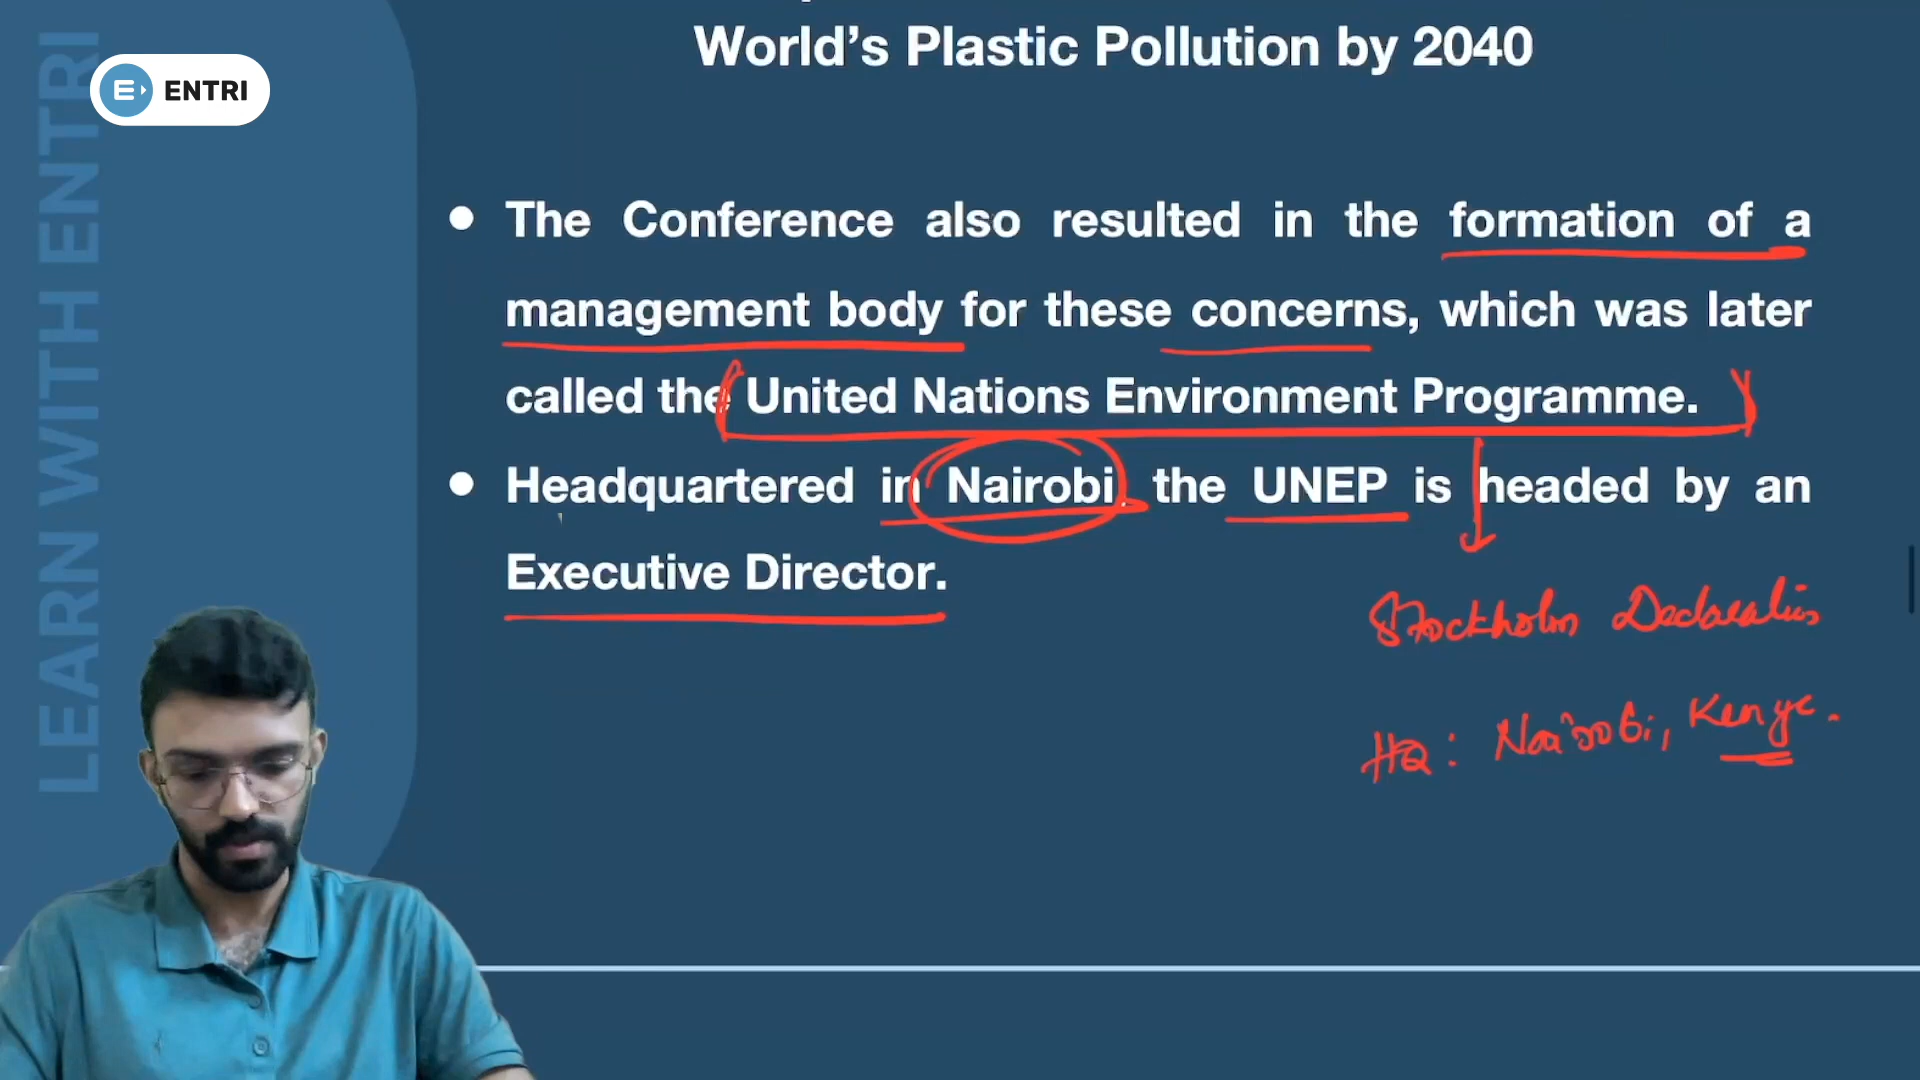 World’s Plastic Pollution by 2040
ENTRI
LEARN WITH ENTRI
● The Conference also resulted in the formation of a
management body for these concerns, which was later
called the United Nations Environment Programme.
● Headquartered in Nairobi, the UNEP is headed by an
Executive Director.
Stockholm Declaration
HQ: Nairobi, Kenya.